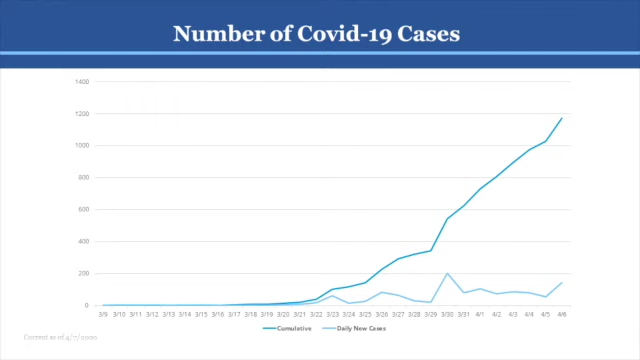 Number of Covid-19 Cases
1400
1200
1000
800
600
400
200
0
3/9 3/10 3/11 3/12 3/13 3/14 3/15 3/16 3/17 3/18 3/19 3/20 3/21 3/22 3/23 3/24 3/25 3/26 3/27 3/28 3/29 3/30 3/31 4/1 4/2 4/3 4/4 4/5 4/6
Cumulative Daily New Cases
Current as of 4/7/2020